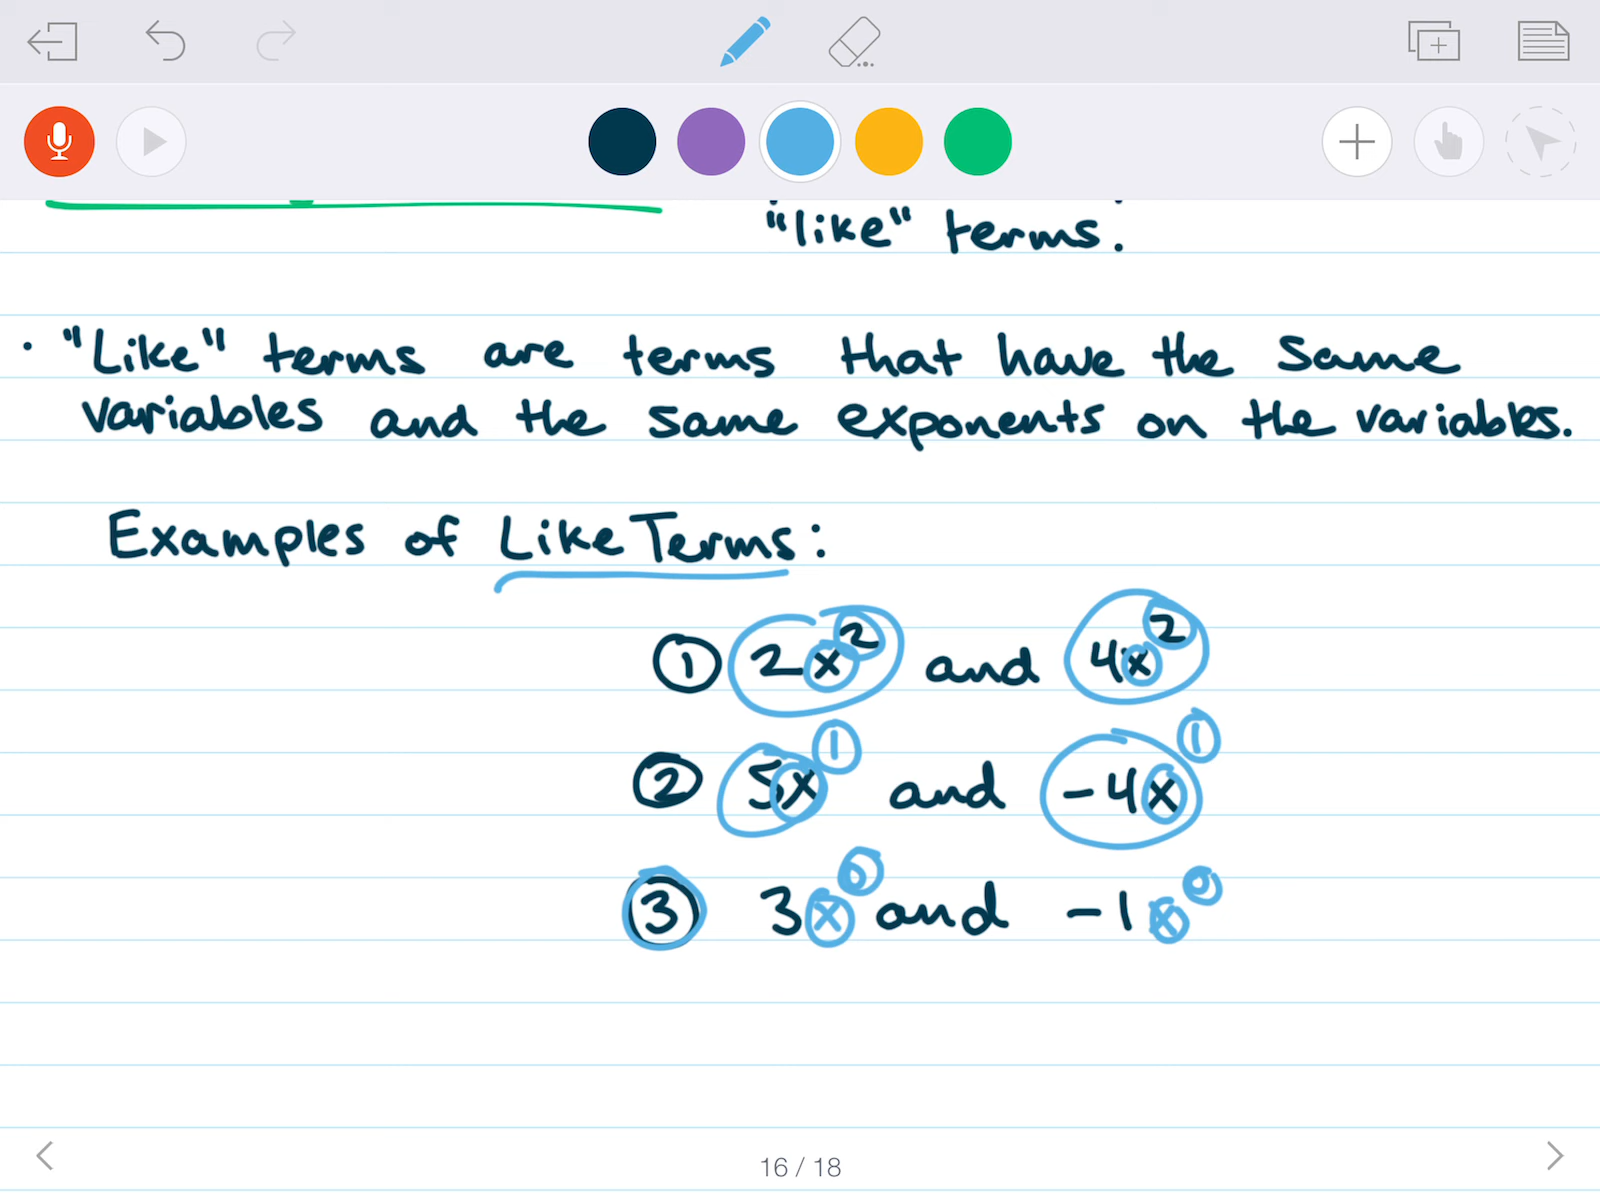 "like" terms.
· "Like" terms are terms that have the same
variables and the same exponents on the variables.
Examples of Like Terms:
① 2x² and 4x²
② 5x¹ and -4x¹
③ 3x⁰ and -1x⁰
16 / 18